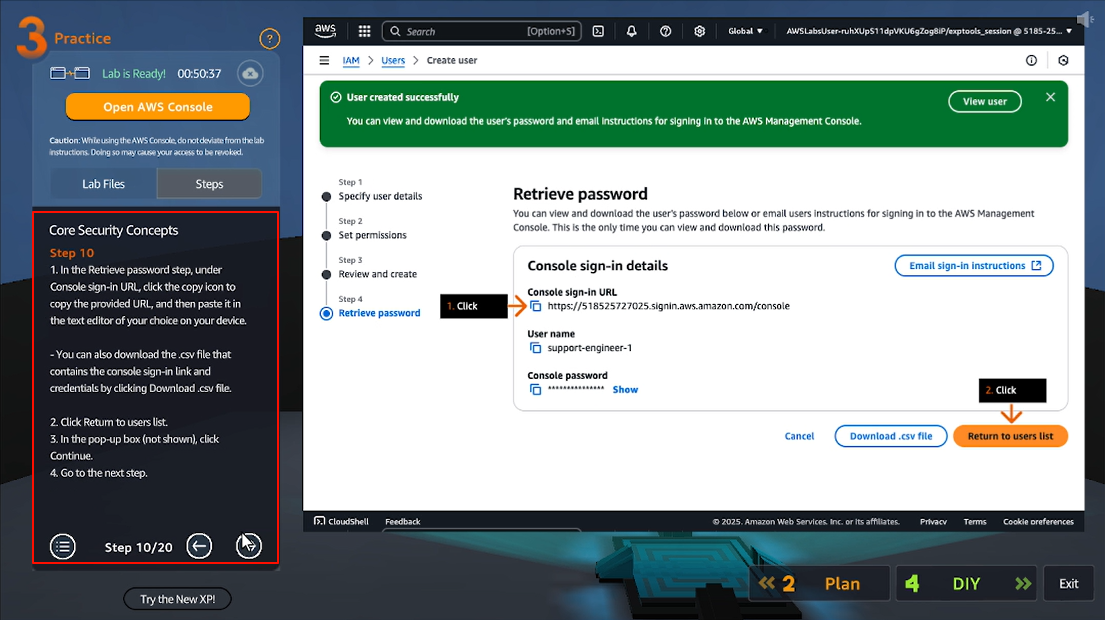 3 Practice
?
Lab is Ready! 00:50:37
Open AWS Console
Caution: While using the AWS Console, do not deviate from the lab
instructions. Doing so may cause your access to be revoked.
Lab Files
Steps
Core Security Concepts
Step 10
1. In the Retrieve password step, under
Console sign-in URL, click the copy icon to
copy the provided URL, and then paste it in
the text editor of your choice on your device.
- You can also download the .csv file that
contains the console sign-in link and
credentials by clicking Download .csv file.
2. Click Return to users list.
3. In the pop-up box (not shown), click
Continue.
4. Go to the next step.
Step 10/20
Try the New XP!
aws
Search
[Option+S]
Global
AWSLabsUser-ruhXUpS11dpVKU6gZog8iP/exptools_session @ 5185-25...
IAM > Users > Create user
User created successfully
You can view and download the user's password and email instructions for signing in to the AWS Management Console.
View user
Step 1
Specify user details
Step 2
Set permissions
Step 3
Review and create
Step 4
Retrieve password
Retrieve password
You can view and download the user's password below or email users instructions for signing in to the AWS Management
Console. This is the only time you can view and download this password.
Console sign-in details
Email sign-in instructions
Console sign-in URL
1. Click
https://518525727025.signin.aws.amazon.com/console
User name
support-engineer-1
Console password
*************** Show
2. Click
Cancel
Download .csv file
Return to users list
CloudShell
Feedback
© 2025, Amazon Web Services, Inc. or its affiliates.
Privacy
Terms
Cookie preferences
2 Plan
4 DIY
Exit